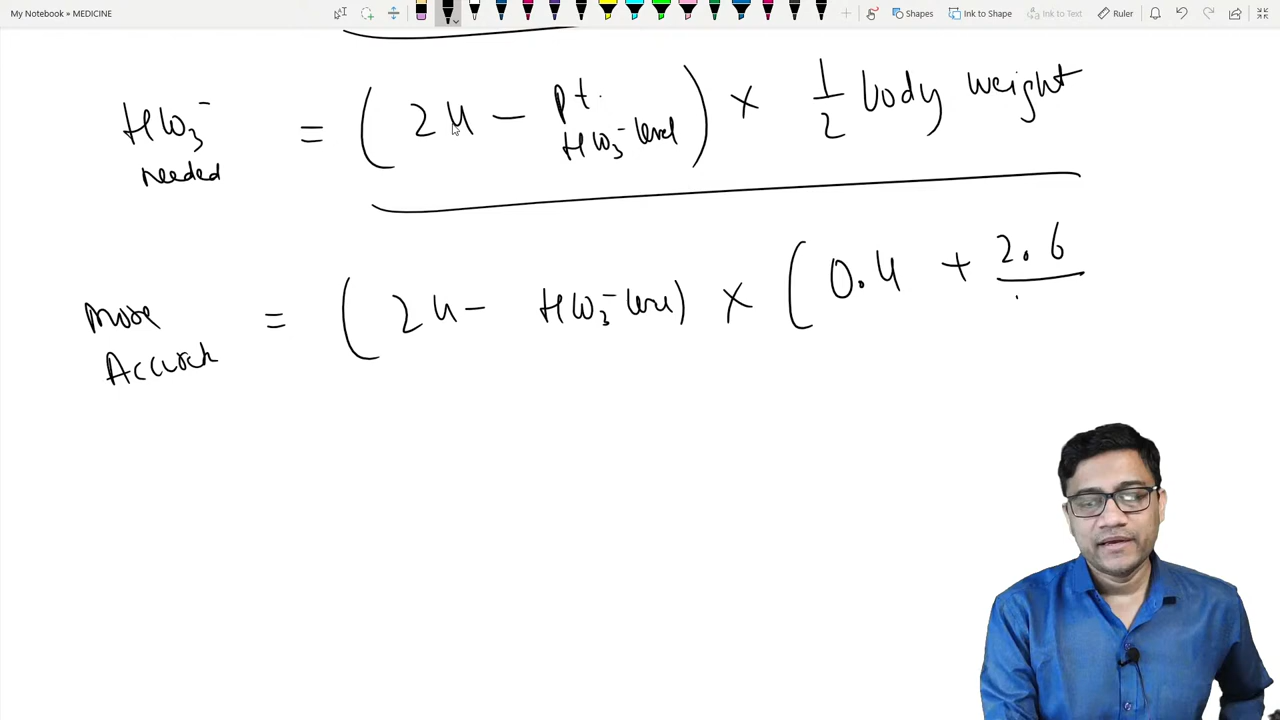 My Notebook » MEDICINE
Shapes
Ink to Shape
Ink to Text
Ruler
HCO3- needed = (24 - pt. HCO3- level) × 1/2 body weight
More Accurate = (24 - HCO3- level) × (0.4 + 2.6